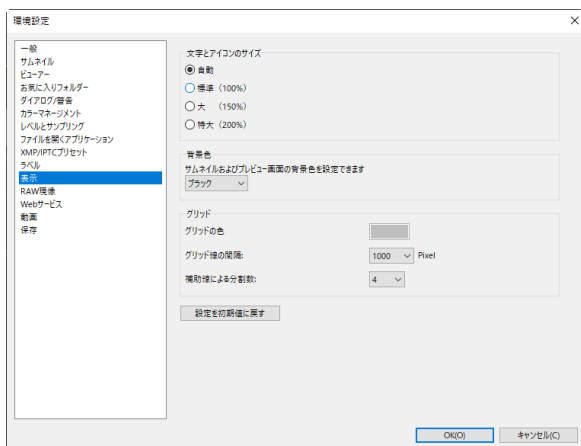 環境設定
一般
サムネイル
ビューアー
お気に入りフォルダー
ダイアログ/警告
カラーマネージメント
レベルとサンプリング
ファイルを開くアプリケーション
XMP/IPTCプリセット
ラベル
表示
RAW現像
Webサービス
動画
保存
文字とアイコンのサイズ
自動
標準 (100%)
大 (150%)
特大 (200%)
背景色
サムネイルおよびプレビュー画面の背景色を設定できます
ブラック
グリッド
グリッドの色
グリッド線の間隔: 1000 Pixel
補助線による分割数: 4
設定を初期値に戻す
OK(O) キャンセル(C)